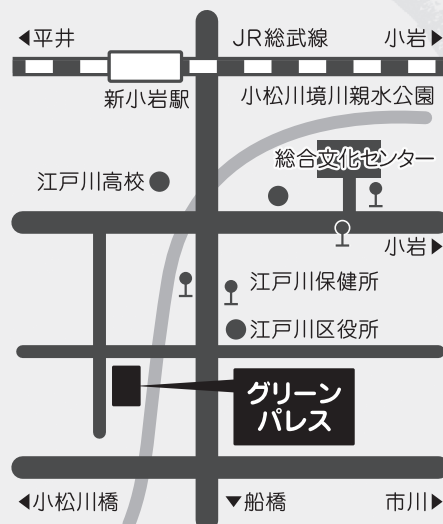 ◀平井
JR総武線
小岩▶
新小岩駅
小松川境川親水公園
総合文化センター
江戸川高校
小岩▶
江戸川保健所
江戸川区役所
グリーン
パレス
◀小松川橋
▼船橋
市川▶